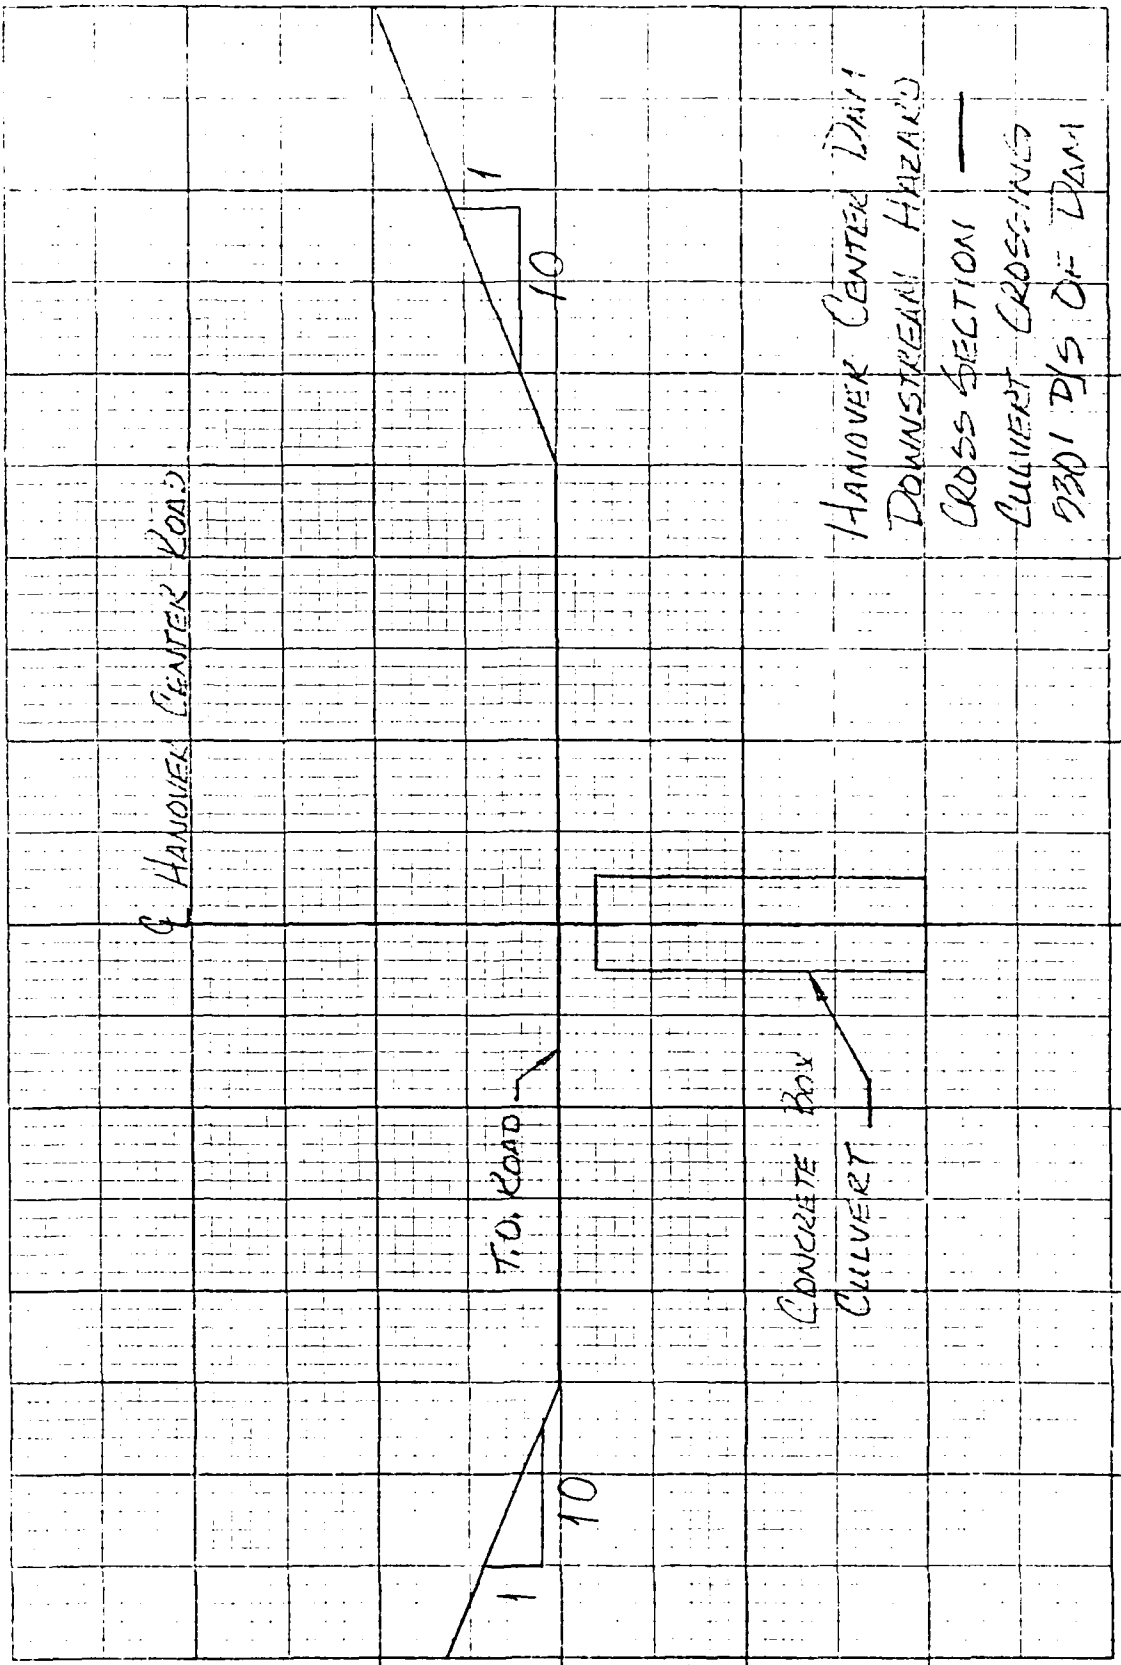 ℄ HANOVER CENTER ROAD
1
10
T.O. ROAD
1
10
CONCRETE BOX
CULVERT
HANOVER CENTER DAM
DOWNSTREAM HAZARD
CROSS SECTION —
CULVERT CROSSING
930' D/S OF DAM